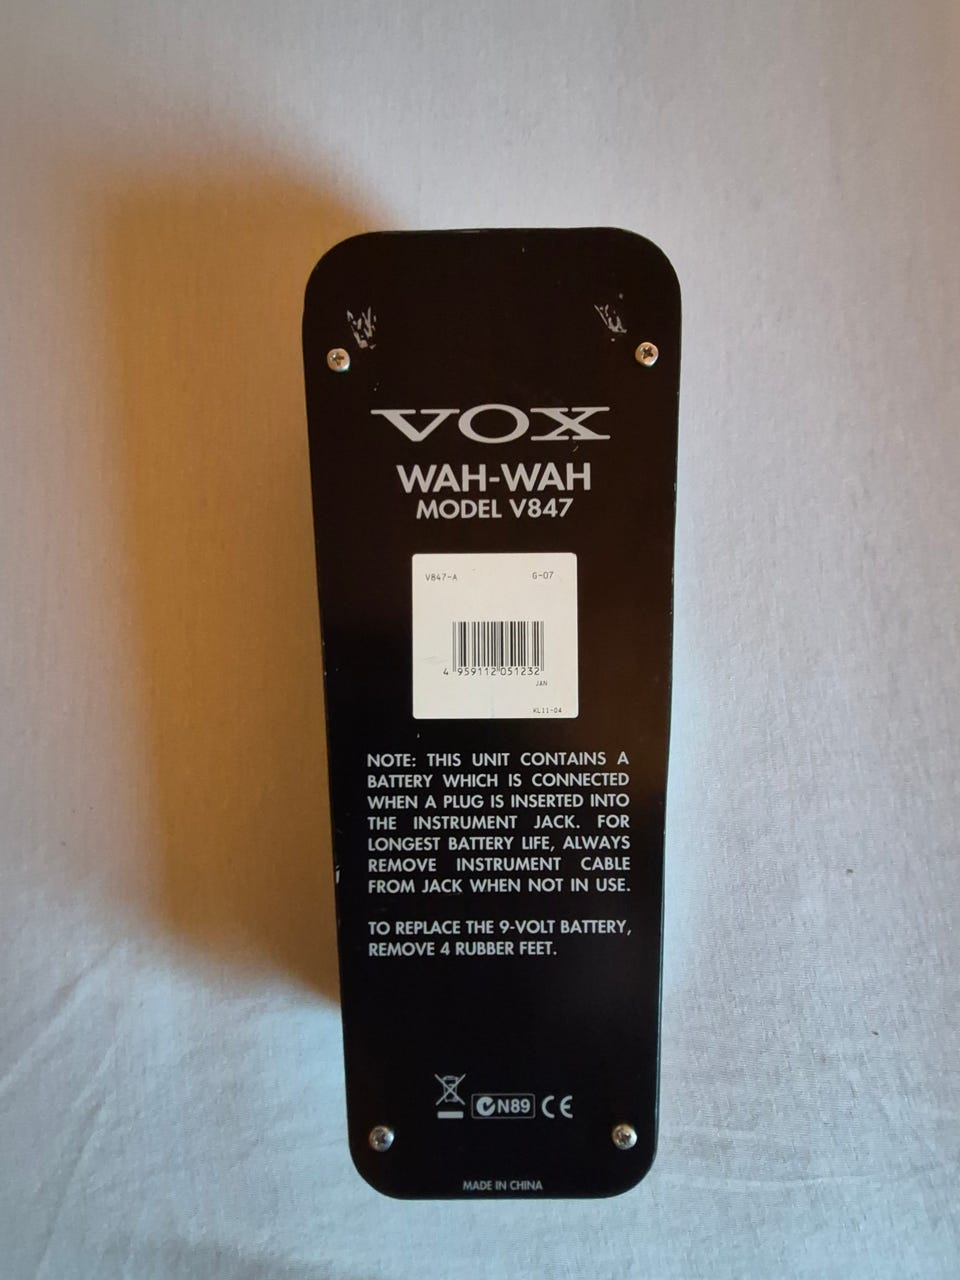 VOX
WAH-WAH
MODEL V847
V847-A G-07
4 959112 051232
JAN
KL11-04
NOTE: THIS UNIT CONTAINS A
BATTERY WHICH IS CONNECTED
WHEN A PLUG IS INSERTED INTO
THE INSTRUMENT JACK. FOR
LONGEST BATTERY LIFE, ALWAYS
REMOVE INSTRUMENT CABLE
FROM JACK WHEN NOT IN USE.
TO REPLACE THE 9-VOLT BATTERY,
REMOVE 4 RUBBER FEET.
N89 CE
MADE IN CHINA